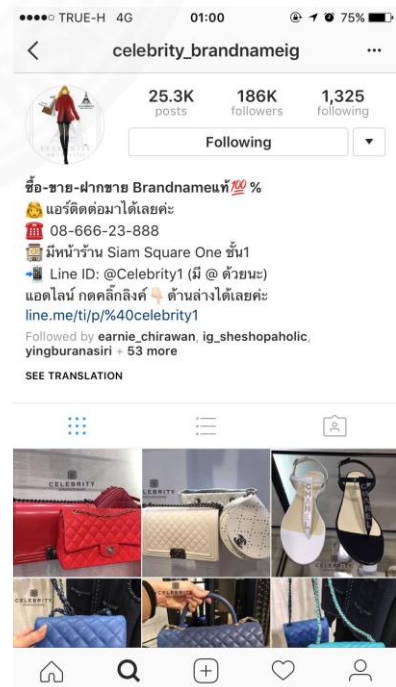 TRUE-H 4G 01:00 75%
celebrity_brandnameig
25.3K 186K 1,325
posts followers following
Following
ซื้อ-ขาย-ฝากขาย Brandnameแท้💯 %
แอร์ติดต่อมาได้เลยค่ะ
08-666-23-888
มีหน้าร้าน Siam Square One ชั้น1
Line ID: @Celebrity1 (มี @ ด้วยนะ)
แอดไลน์ กดคลิ๊กลิงค์ 👇🏻 ด้านล่างได้เลยค่ะ
line.me/ti/p/%40celebrity1
Followed by earnie_chirawan, ig_sheshopaholic,
yingburanasiri + 53 more
SEE TRANSLATION
CELEBRITY
CELEBRITY
CHANEL
CELEBRITY
CELEBRITY